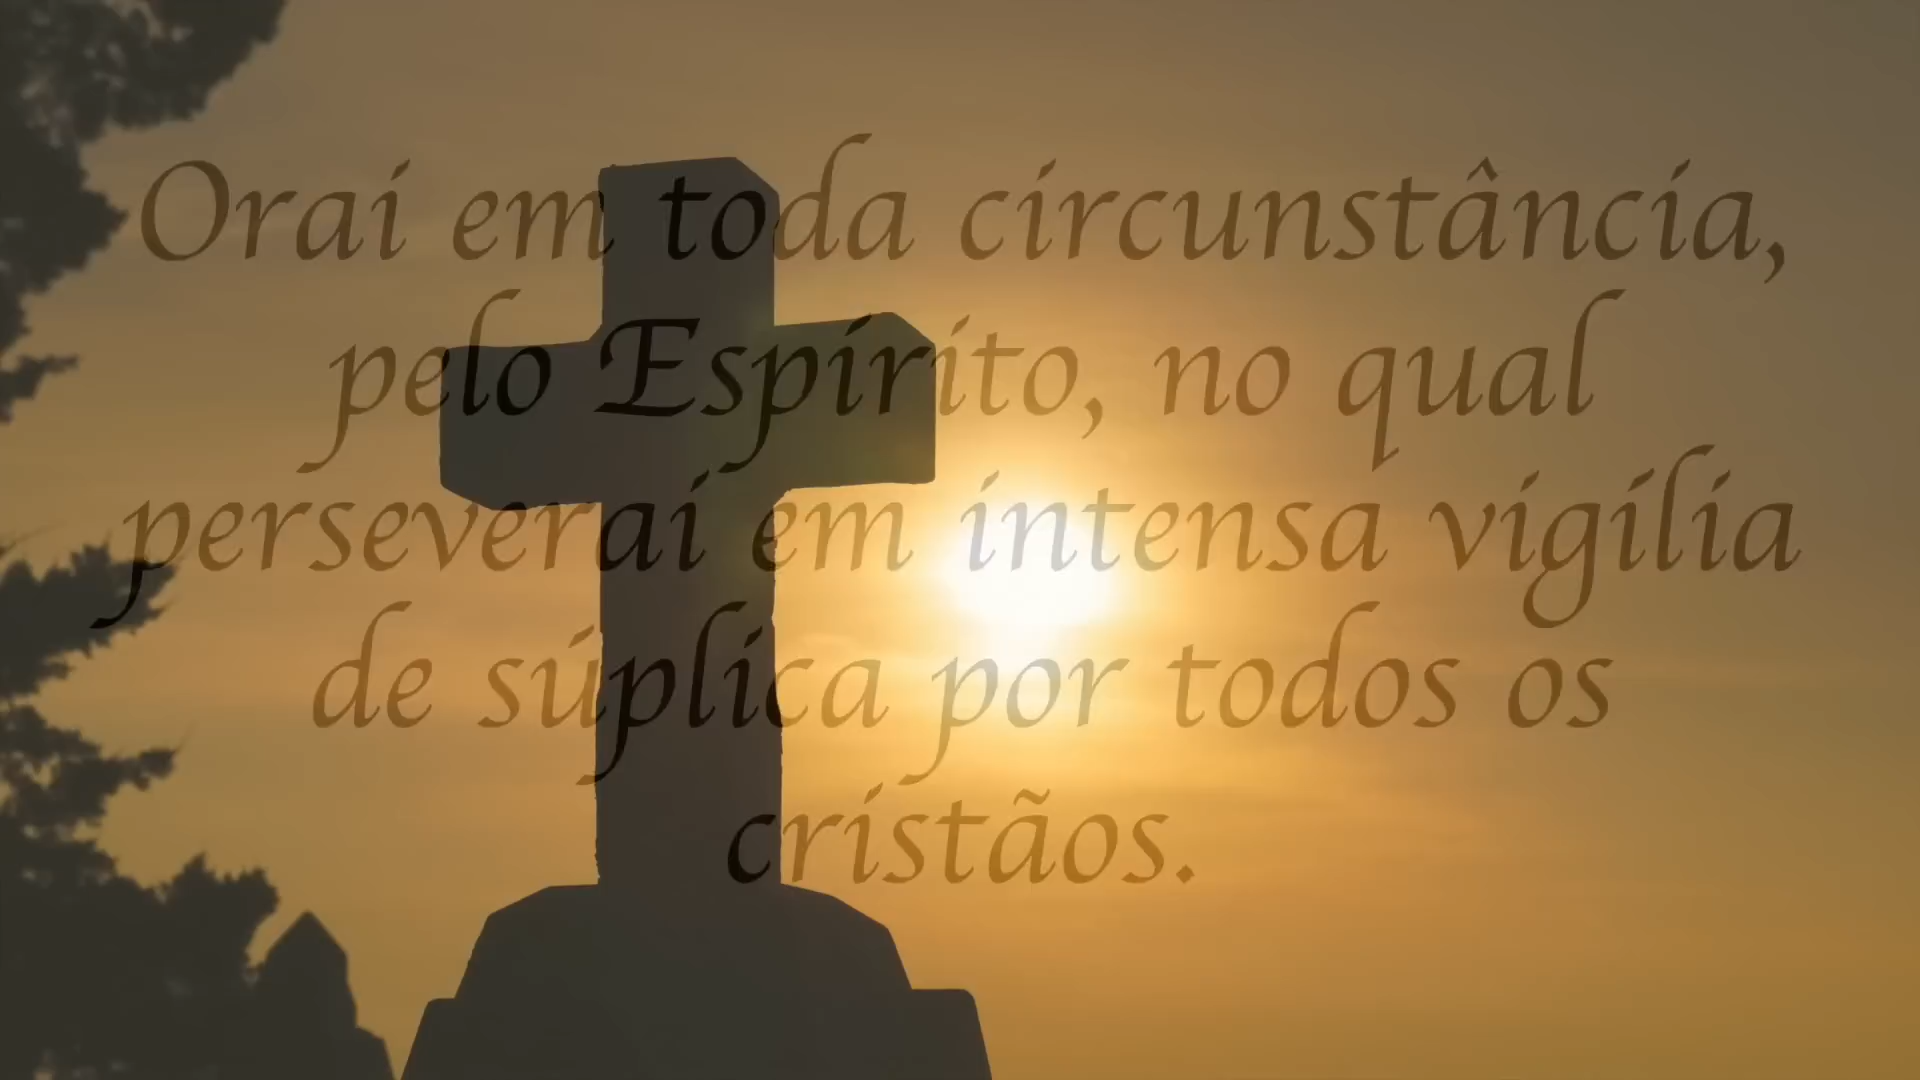 Orai em toda circunstância,
pelo Espírito, no qual
perseverai em intensa vigília
de súplica por todos os
cristãos.